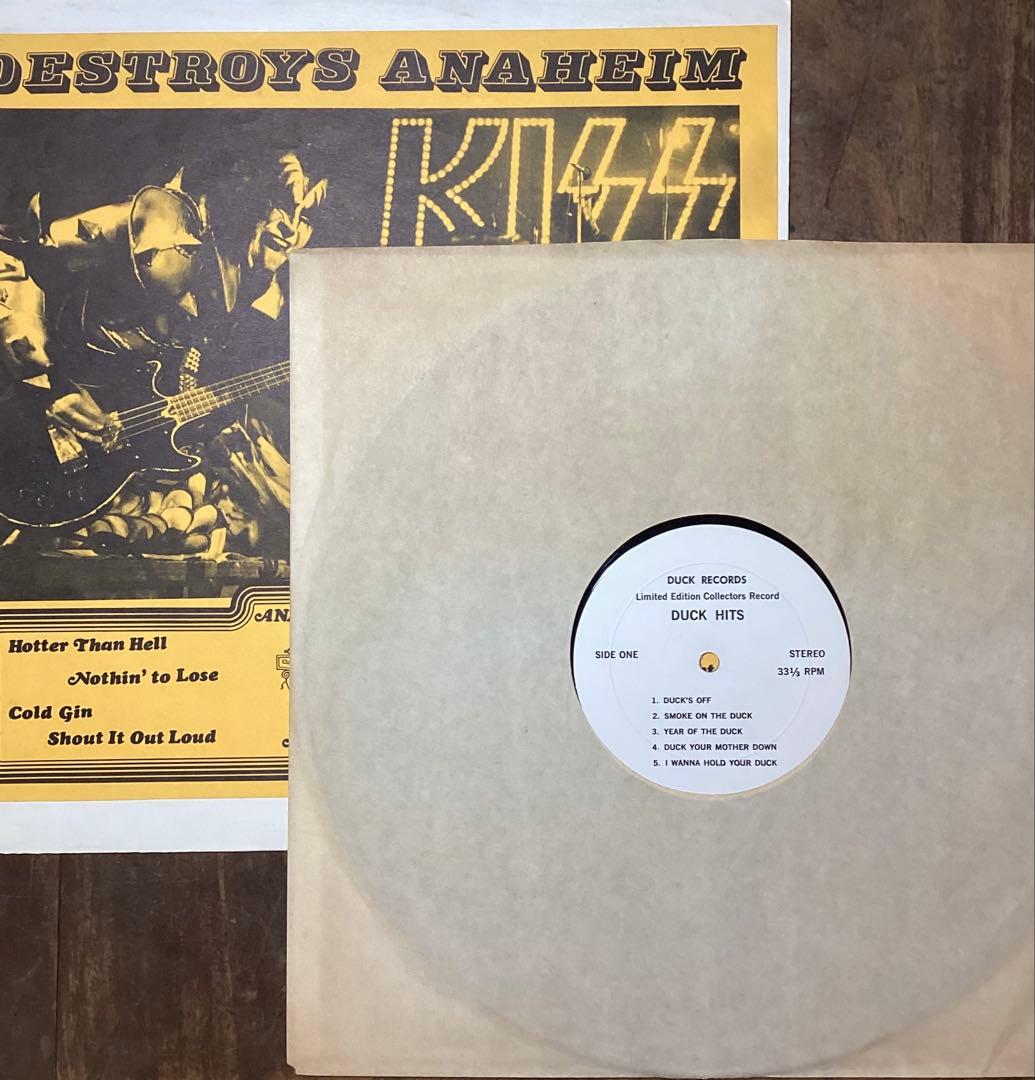 DESTROYS ANAHEIM
KISS
Hotter Than Hell
Nothin' to Lose
Cold Gin
Shout It Out Loud
DUCK RECORDS
Limited Edition Collectors Record
DUCK HITS
SIDE ONE
STEREO
33⅓ RPM
1. DUCK'S OFF
2. SMOKE ON THE DUCK
3. YEAR OF THE DUCK
4. DUCK YOUR MOTHER DOWN
5. I WANNA HOLD YOUR DUCK